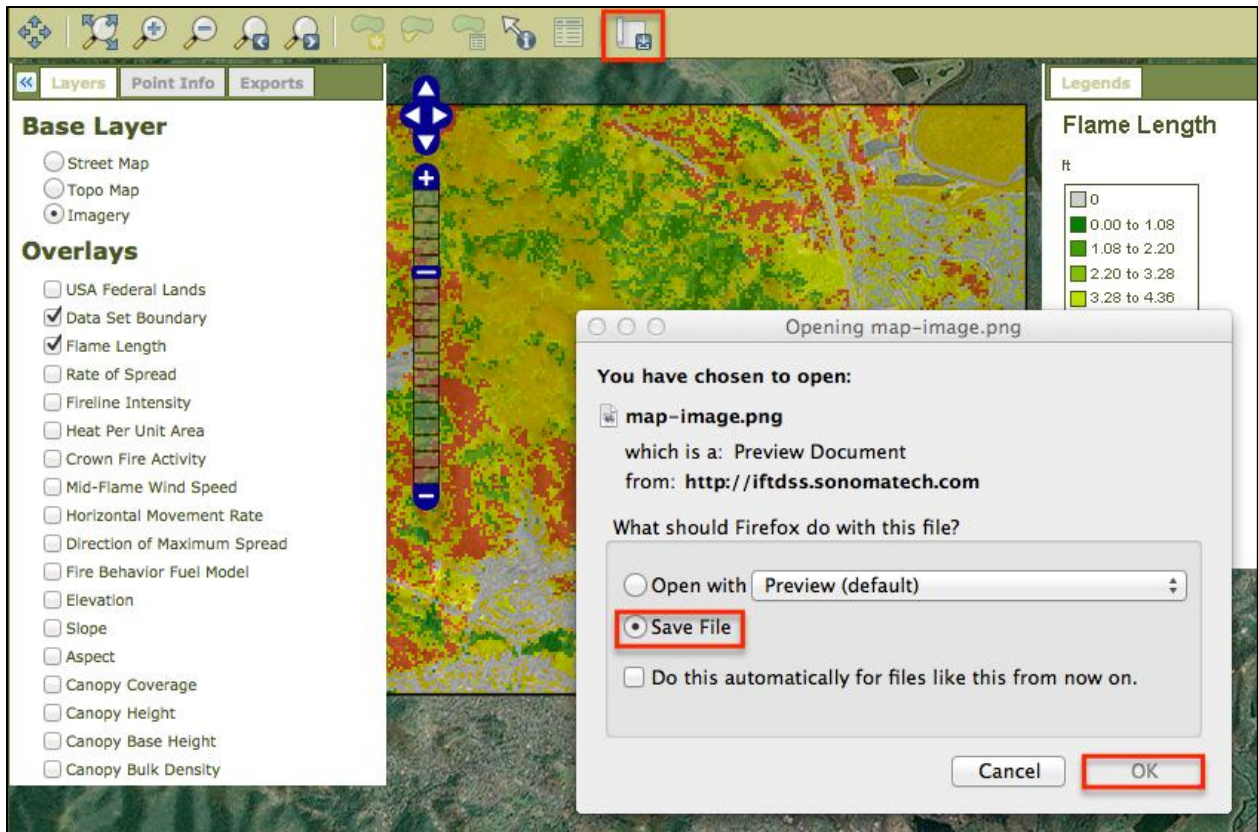 Layers
Point Info
Exports
Base Layer
Street Map
Topo Map
Imagery
Overlays
USA Federal Lands
Data Set Boundary
Flame Length
Rate of Spread
Fireline Intensity
Heat Per Unit Area
Crown Fire Activity
Mid-Flame Wind Speed
Horizontal Movement Rate
Direction of Maximum Spread
Fire Behavior Fuel Model
Elevation
Slope
Aspect
Canopy Coverage
Canopy Height
Canopy Base Height
Canopy Bulk Density
Legends
Flame Length
ft
0
0.00 to 1.08
1.08 to 2.20
2.20 to 3.28
3.28 to 4.36
Opening map-image.png
You have chosen to open:
map-image.png
which is a: Preview Document
from: http://iftdss.sonomatech.com
What should Firefox do with this file?
Open with Preview (default)
Save File
Do this automatically for files like this from now on.
Cancel
OK